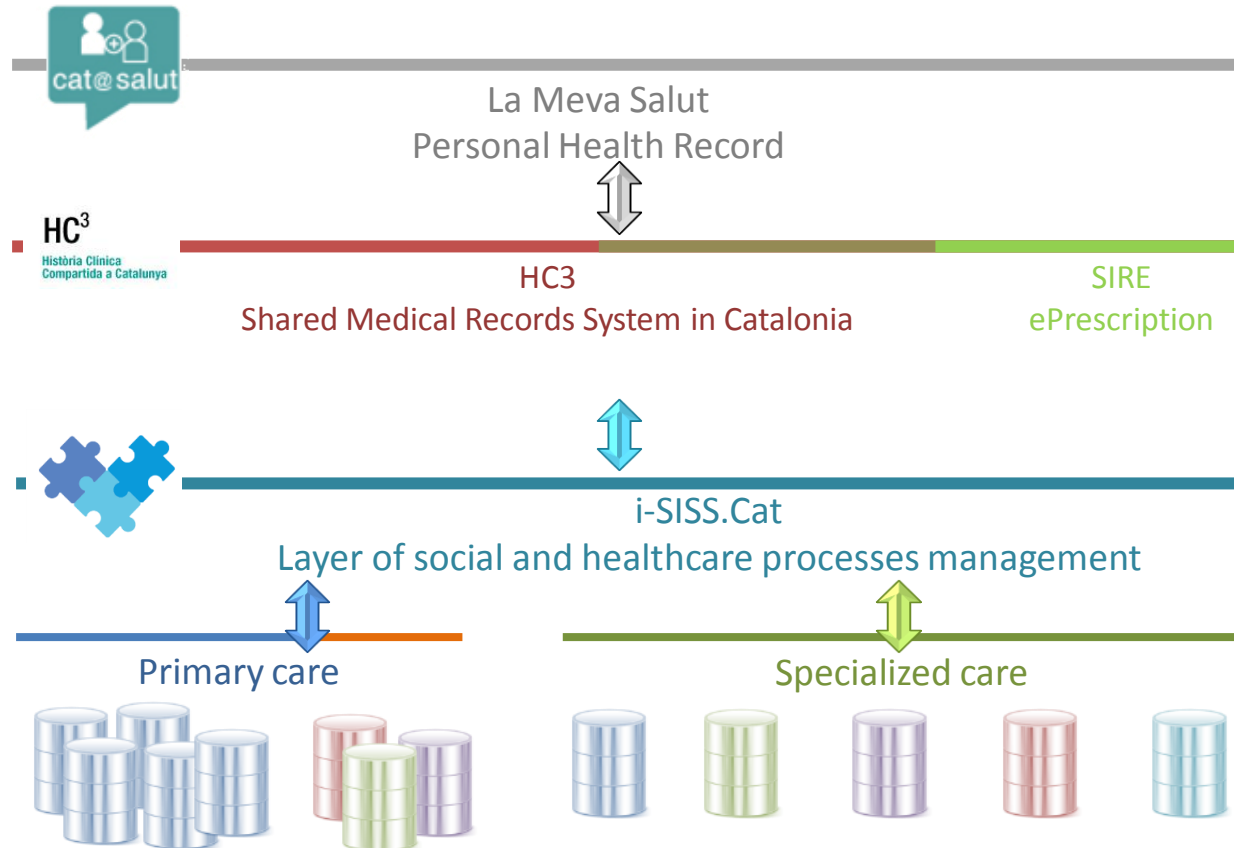 cat@salut
La Meva Salut
Personal Health Record
HC³
Història Clínica
Compartida a Catalunya
HC3
Shared Medical Records System in Catalonia
SIRE
ePrescription
i-SISS.Cat
Layer of social and healthcare processes management
Primary care
Specialized care